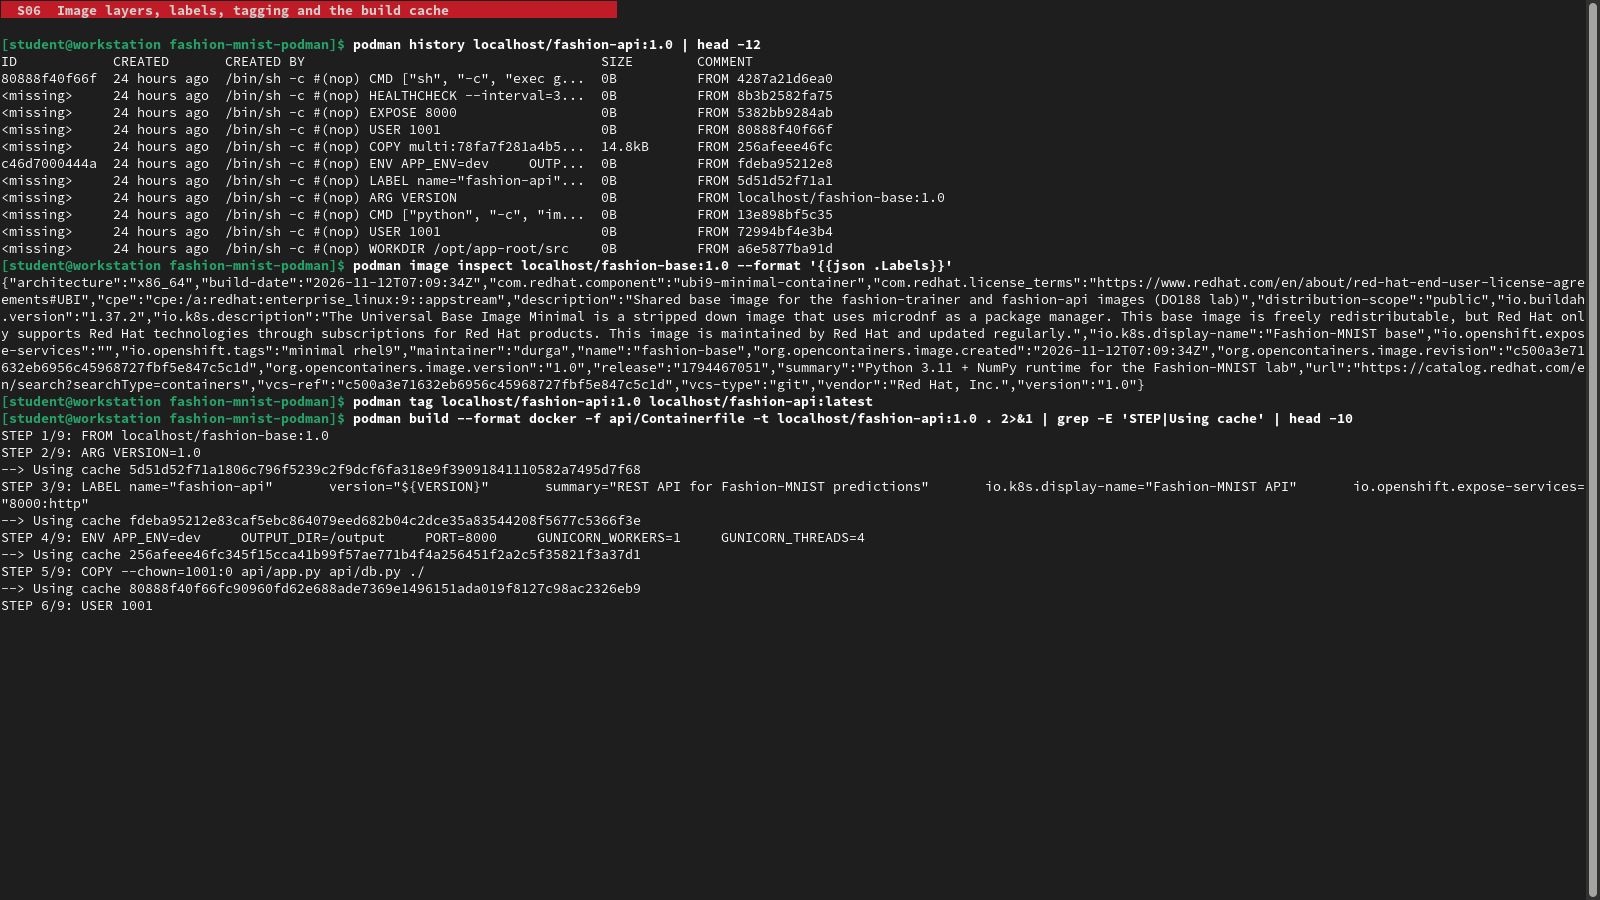 S06  Image layers, labels, tagging and the build cache
[student@workstation fashion-mnist-podman]$ podman history localhost/fashion-api:1.0 | head -12
ID            CREATED       CREATED BY                                     SIZE        COMMENT
80888f40f66f  24 hours ago  /bin/sh -c #(nop) CMD ["sh", "-c", "exec g...  0B          FROM 4287a21d6ea0
<missing>     24 hours ago  /bin/sh -c #(nop) HEALTHCHECK --interval=3...  0B          FROM 8b3b2582fa75
<missing>     24 hours ago  /bin/sh -c #(nop) EXPOSE 8000                  0B          FROM 5382bb9284ab
<missing>     24 hours ago  /bin/sh -c #(nop) USER 1001                    0B          FROM 80888f40f66f
<missing>     24 hours ago  /bin/sh -c #(nop) COPY multi:78fa7f281a4b5...  14.8kB      FROM 256afeee46fc
c46d7000444a  24 hours ago  /bin/sh -c #(nop) ENV APP_ENV=dev     OUTP...  0B          FROM fdeba95212e8
<missing>     24 hours ago  /bin/sh -c #(nop) LABEL name="fashion-api"...  0B          FROM 5d51d52f71a1
<missing>     24 hours ago  /bin/sh -c #(nop) ARG VERSION                  0B          FROM localhost/fashion-base:1.0
<missing>     24 hours ago  /bin/sh -c #(nop) CMD ["python", "-c", "im...  0B          FROM 13e898bf5c35
<missing>     24 hours ago  /bin/sh -c #(nop) USER 1001                    0B          FROM 72994bf4e3b4
<missing>     24 hours ago  /bin/sh -c #(nop) WORKDIR /opt/app-root/src    0B          FROM a6e5877ba91d
[student@workstation fashion-mnist-podman]$ podman image inspect localhost/fashion-base:1.0 --format '{{json .Labels}}'
{"architecture":"x86_64","build-date":"2026-11-12T07:09:34Z","com.redhat.component":"ubi9-minimal-container","com.redhat.license_terms":"https://www.redhat.com/en/about/red-hat-end-user-license-agre
ements#UBI","cpe":"cpe:/a:redhat:enterprise_linux:9::appstream","description":"Shared base image for the fashion-trainer and fashion-api images (DO188 lab)","distribution-scope":"public","io.buildah
.version":"1.37.2","io.k8s.description":"The Universal Base Image Minimal is a stripped down image that uses microdnf as a package manager. This base image is freely redistributable, but Red Hat onl
y supports Red Hat technologies through subscriptions for Red Hat products. This image is maintained by Red Hat and updated regularly.","io.k8s.display-name":"Fashion-MNIST base","io.openshift.expos
e-services":"","io.openshift.tags":"minimal rhel9","maintainer":"durga","name":"fashion-base","org.opencontainers.image.created":"2026-11-12T07:09:34Z","org.opencontainers.image.revision":"c500a3e71
632eb6956c45968727fbf5e847c5c1d","org.opencontainers.image.version":"1.0","release":"1794467051","summary":"Python 3.11 + NumPy runtime for the Fashion-MNIST lab","url":"https://catalog.redhat.com/e
n/search?searchType=containers","vcs-ref":"c500a3e71632eb6956c45968727fbf5e847c5c1d","vcs-type":"git","vendor":"Red Hat, Inc.","version":"1.0"}
[student@workstation fashion-mnist-podman]$ podman tag localhost/fashion-api:1.0 localhost/fashion-api:latest
[student@workstation fashion-mnist-podman]$ podman build --format docker -f api/Containerfile -t localhost/fashion-api:1.0 . 2>&1 | grep -E 'STEP|Using cache' | head -10
STEP 1/9: FROM localhost/fashion-base:1.0
STEP 2/9: ARG VERSION=1.0
--> Using cache 5d51d52f71a1806c796f5239c2f9dcf6fa318e9f39091841110582a7495d7f68
STEP 3/9: LABEL name="fashion-api"       version="${VERSION}"       summary="REST API for Fashion-MNIST predictions"       io.k8s.display-name="Fashion-MNIST API"       io.openshift.expose-services=
"8000:http"
--> Using cache fdeba95212e83caf5ebc864079eed682b04c2dce35a83544208f5677c5366f3e
STEP 4/9: ENV APP_ENV=dev     OUTPUT_DIR=/output     PORT=8000     GUNICORN_WORKERS=1     GUNICORN_THREADS=4
--> Using cache 256afeee46fc345f15cca41b99f57ae771b4f4a256451f2a2c5f35821f3a37d1
STEP 5/9: COPY --chown=1001:0 api/app.py api/db.py ./
--> Using cache 80888f40f66fc90960fd62e688ade7369e1496151ada019f8127c98ac2326eb9
STEP 6/9: USER 1001